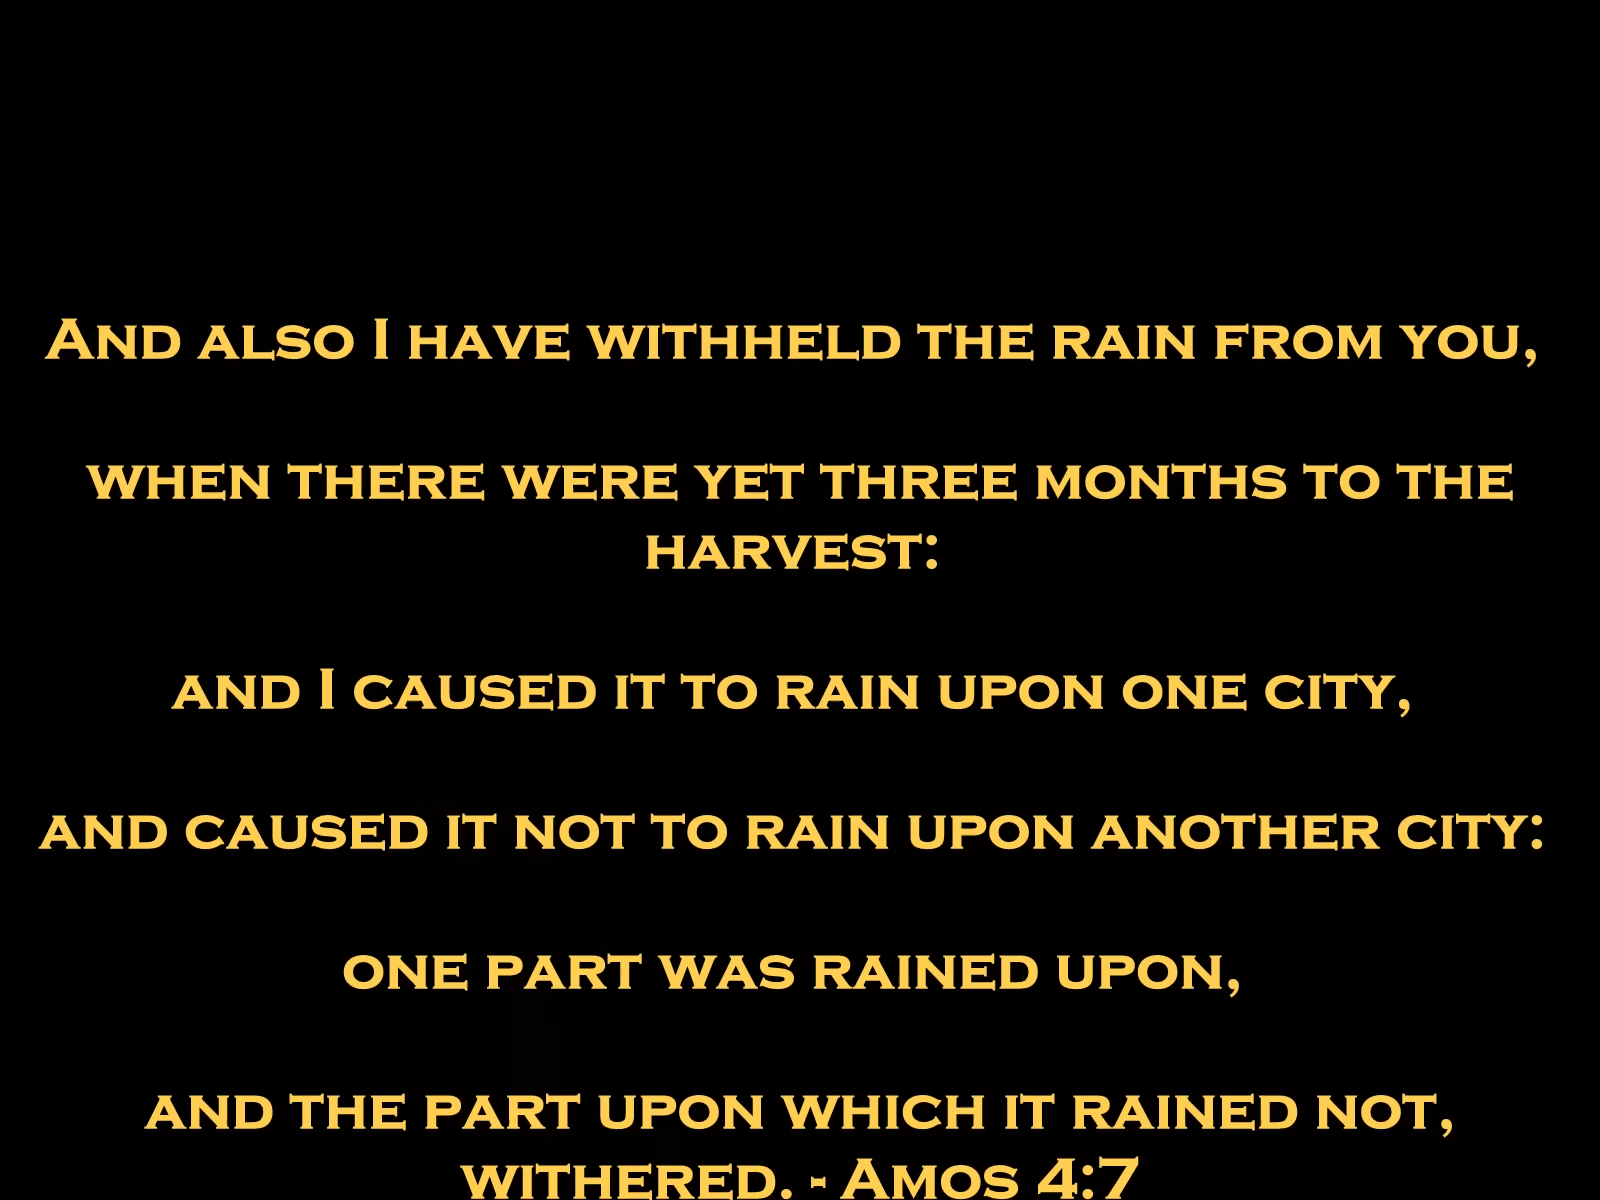 And also I have withheld the rain from you,
when there were yet three months to the
harvest:
and I caused it to rain upon one city,
and caused it not to rain upon another city:
one part was rained upon,
and the part upon which it rained not,
withered. - Amos 4:7